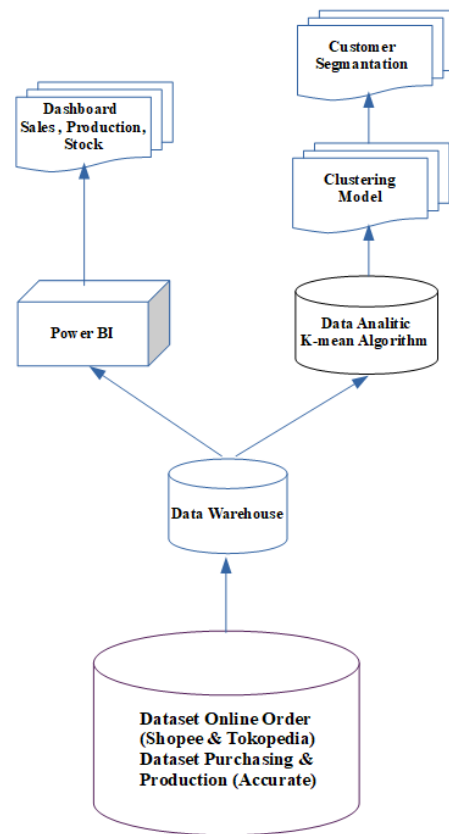 Customer
Segmantation
Dashboard
Sales , Production,
Stock
Clustering
Model
Power BI
Data Analitic
K-mean Algorithm
Data Warehouse
Dataset Online Order
(Shopee & Tokopedia)
Dataset Purchasing &
Production (Accurate)